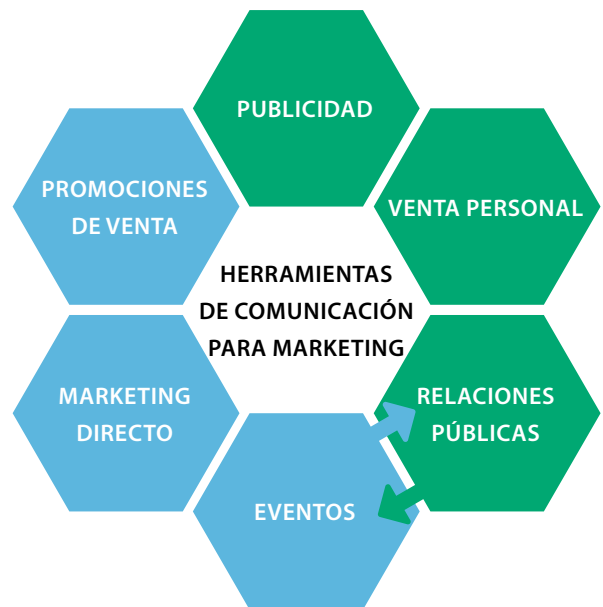 PUBLICIDAD
PROMOCIONES
DE VENTA
VENTA PERSONAL
HERRAMIENTAS
DE COMUNICACIÓN
PARA MARKETING
MARKETING
DIRECTO
RELACIONES
PÚBLICAS
EVENTOS